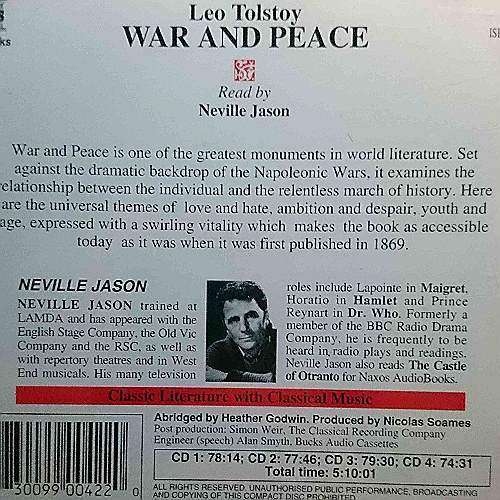 Leo Tolstoy
WAR AND PEACE
Read by
Neville Jason
War and Peace is one of the greatest monuments in world literature. Set
against the dramatic backdrop of the Napoleonic Wars, it examines the
relationship between the individual and the relentless march of history. Here
are the universal themes of love and hate, ambition and despair, youth and
age, expressed with a swirling vitality which makes the book as accessible
today as it was when it was first published in 1869.
NEVILLE JASON
NEVILLE JASON trained at
LAMDA and has appeared with the
English Stage Company, the Old Vic
Company and the RSC, as well as
with repertory theatres and in West
End musicals. His many television
roles include Lapointe in Maigret,
Horatio in Hamlet and Prince
Reynart in Dr. Who. Formerly a
member of the BBC Radio Drama
Company, he is frequently to be
heard in radio plays and readings.
Neville Jason also reads The Castle
of Otranto for Naxos AudioBooks.
Classic Literature with Classical Music
Abridged by Heather Godwin. Produced by Nicolas Soames
Post production: Simon Weir, The Classical Recording Company
Engineer (speech) Alan Smyth, Bucks Audio Cassettes
CD 1: 78:14; CD 2: 77:46; CD 3: 79:30; CD 4: 74:31
Total time: 5:10:01
ALL RIGHTS RESERVED. UNAUTHORISED PUBLIC PERFORMANCE, BROADCASTING
AND COPYING OF THIS COMPACT DISC PROHIBITED
30099 00422 0